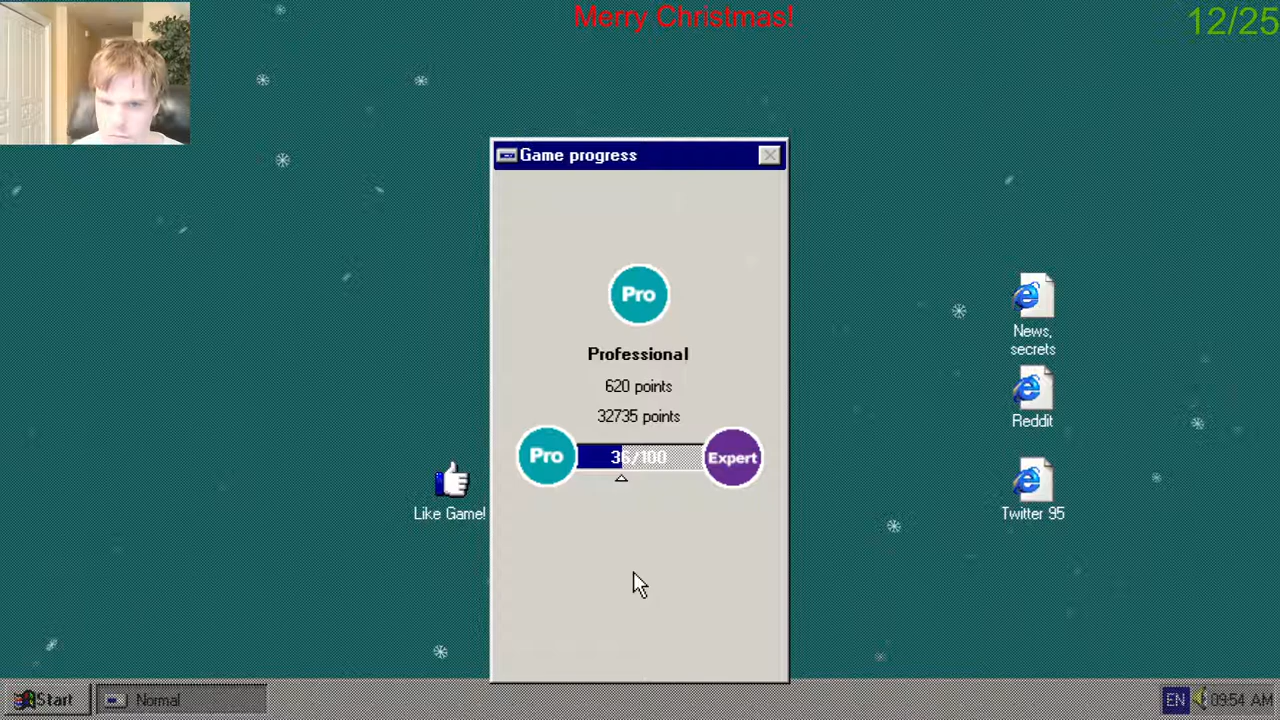 Merry Christmas!
12/25
Game progress
Pro
Professional
620 points
32735 points
Pro
36/100
Expert
News,
secrets
Reddit
Like Game!
Twitter 95
Start
Normal
EN
09:54 AM